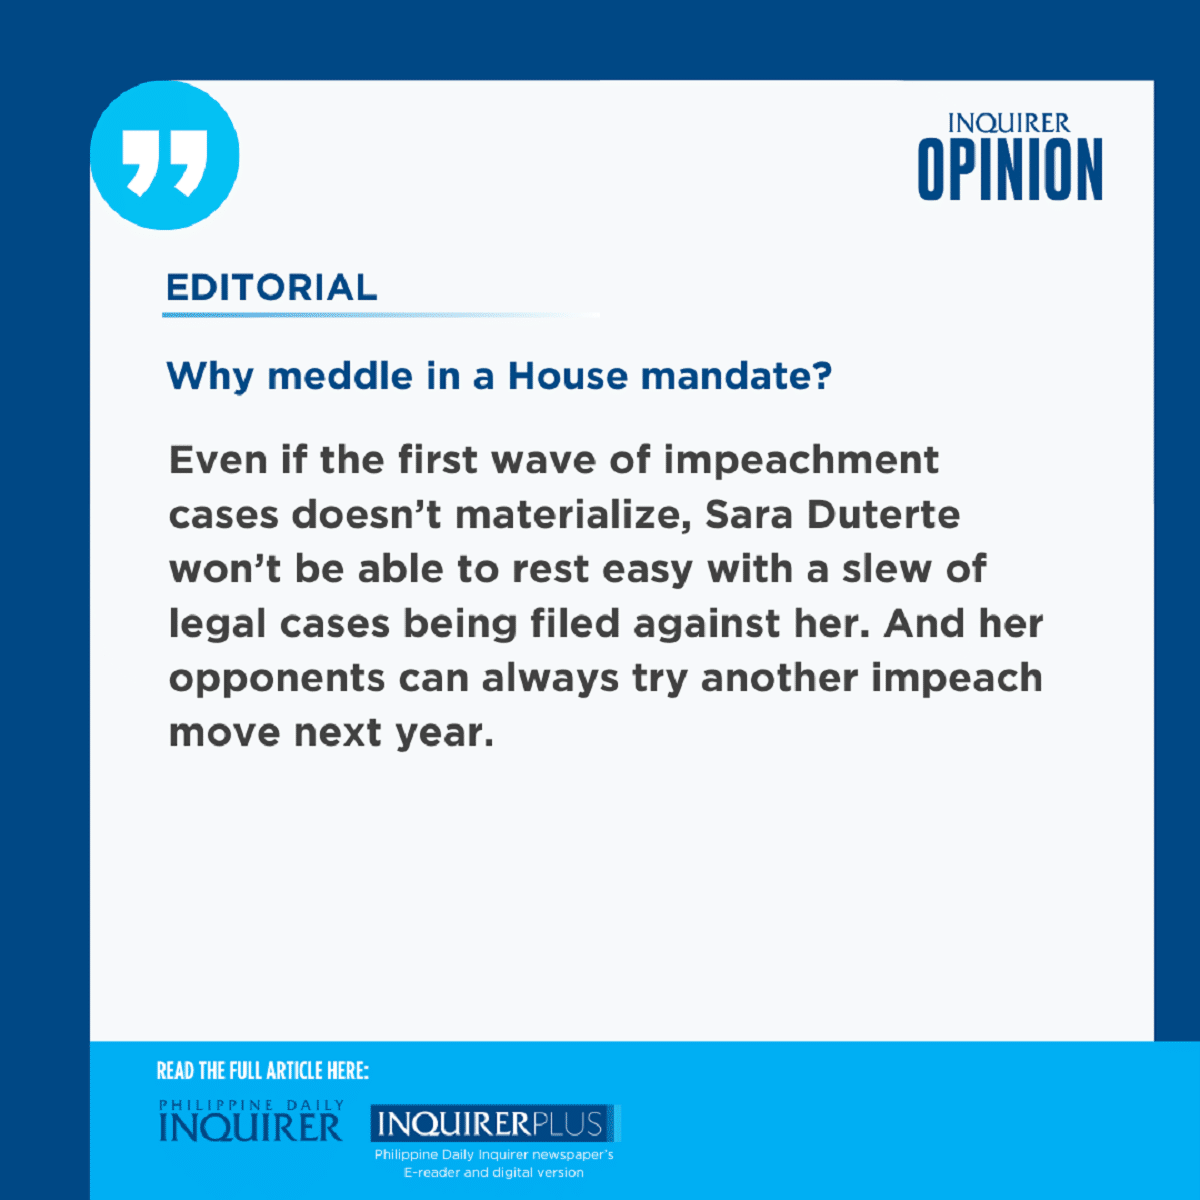 INQUIRER
OPINION
EDITORIAL
Why meddle in a House mandate?
Even if the first wave of impeachment
cases doesn’t materialize, Sara Duterte
won’t be able to rest easy with a slew of
legal cases being filed against her. And her
opponents can always try another impeach
move next year.
READ THE FULL ARTICLE HERE:
PHILIPPINE DAILY
INQUIRER
INQUIRERPLUS
Philippine Daily Inquirer newspaper’s
E-reader and digital version